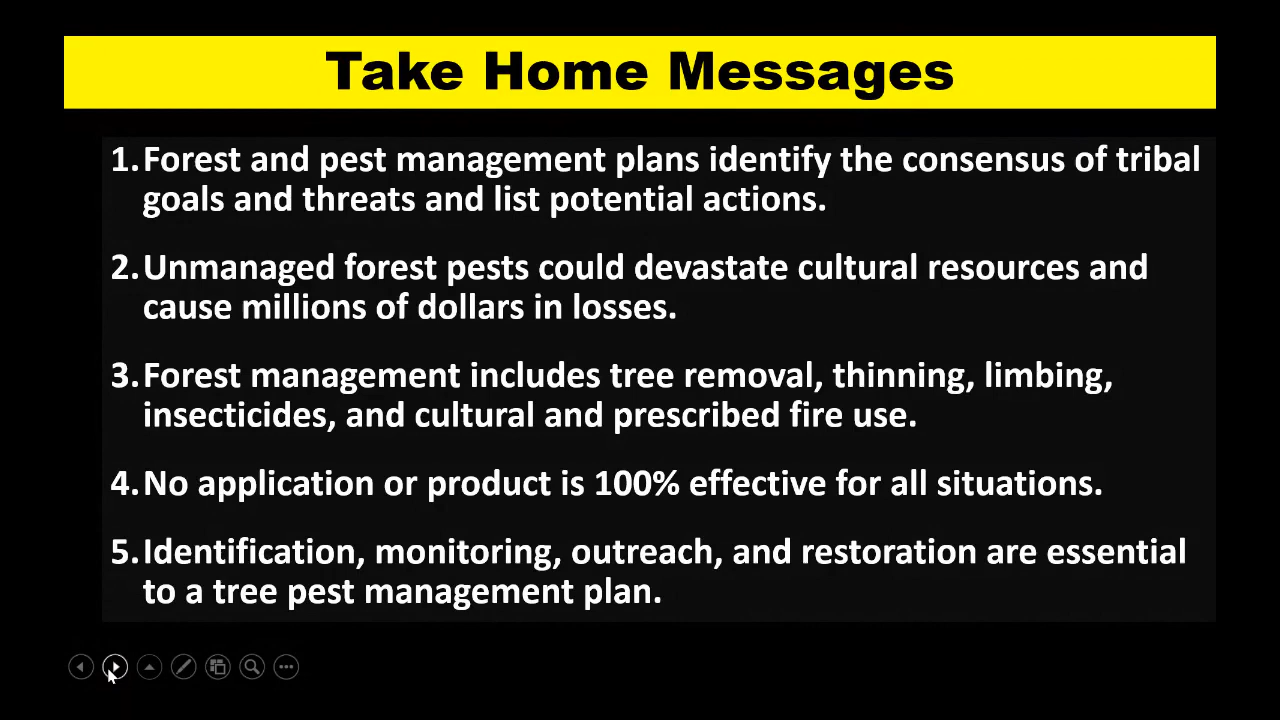 Take Home Messages
1. Forest and pest management plans identify the consensus of tribal
goals and threats and list potential actions.
2. Unmanaged forest pests could devastate cultural resources and
cause millions of dollars in losses.
3. Forest management includes tree removal, thinning, limbing,
insecticides, and cultural and prescribed fire use.
4. No application or product is 100% effective for all situations.
5. Identification, monitoring, outreach, and restoration are essential
to a tree pest management plan.